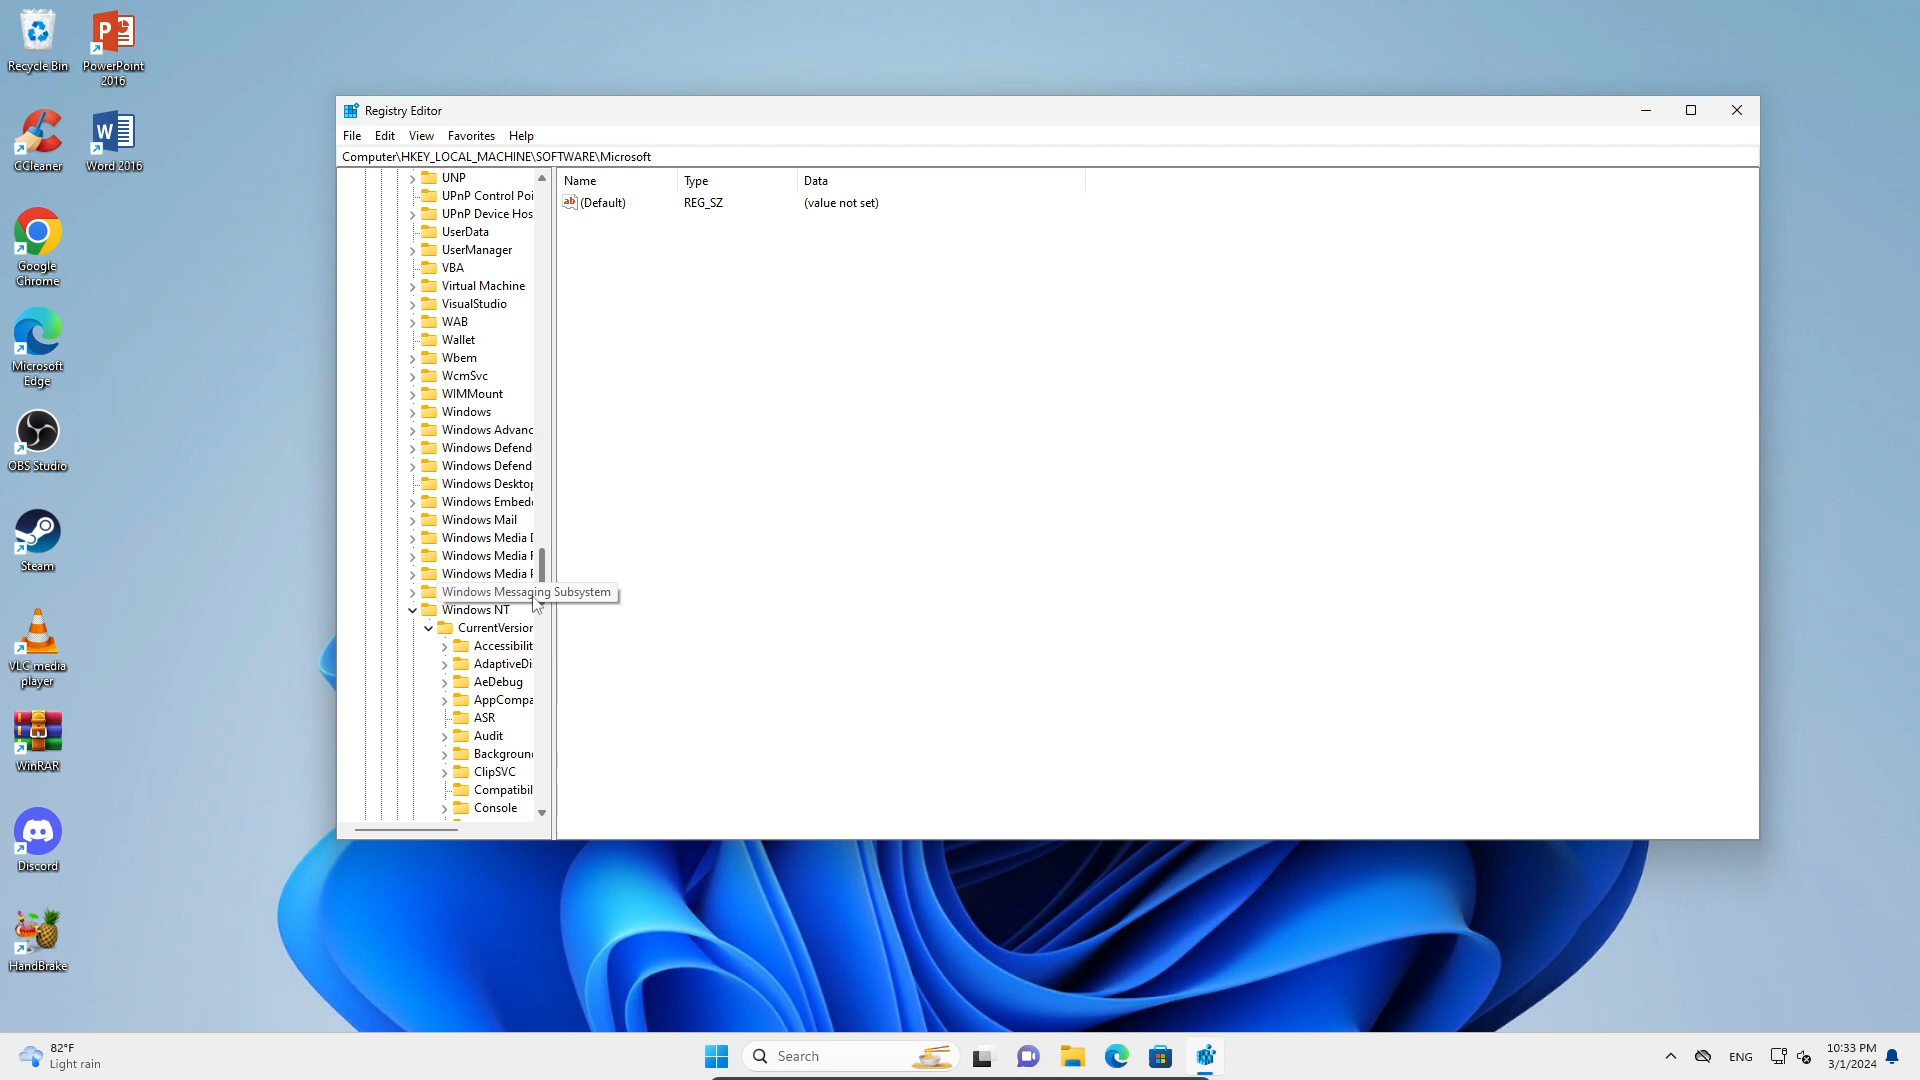 Recycle Bin
PowerPoint
2016
CCleaner
Word 2016
Google
Chrome
Microsoft
Edge
OBS Studio
Steam
VLC media
player
WinRAR
Discord
HandBrake
Registry Editor
File Edit View Favorites Help
Computer\HKEY_LOCAL_MACHINE\SOFTWARE\Microsoft
UNP
UPnP Control Poi
UPnP Device Hos
UserData
UserManager
VBA
Virtual Machine
VisualStudio
WAB
Wallet
Wbem
WcmSvc
WIMMount
Windows
Windows Advanc
Windows Defend
Windows Defend
Windows Desktop
Windows Embed
Windows Mail
Windows Media D
Windows Media F
Windows Media P
Windows Messaging Subsystem
Windows NT
CurrentVersion
Accessibilit
AdaptiveDi
AeDebug
AppCompa
ASR
Audit
Background
ClipSVC
Compatibil
Console
Name Type Data
ab (Default) REG_SZ (value not set)
82°F
Light rain
Search
ENG
10:33 PM
3/1/2024